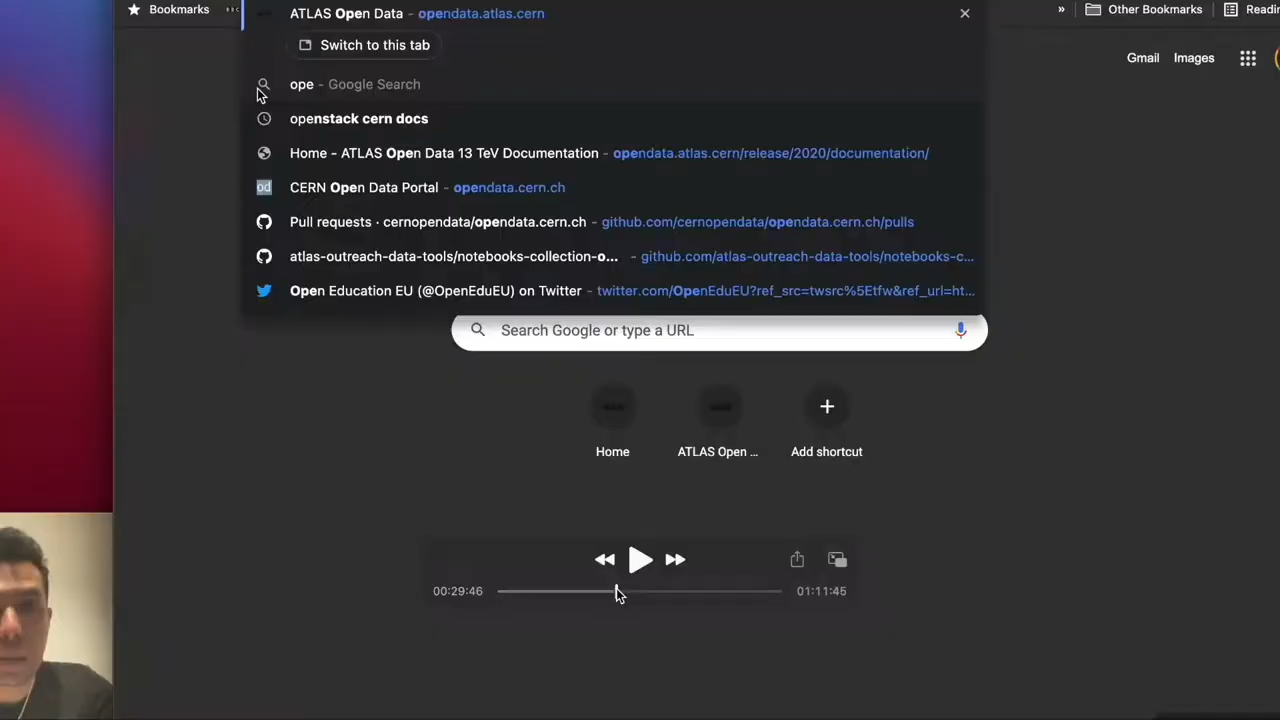 Bookmarks
ATLAS Open Data - opendata.atlas.cern
» Other Bookmarks
Switch to this tab
Gmail Images
ope - Google Search
openstack cern docs
Home - ATLAS Open Data 13 TeV Documentation - opendata.atlas.cern/release/2020/documentation/
od CERN Open Data Portal - opendata.cern.ch
Pull requests · cernopendata/opendata.cern.ch - github.com/cernopendata/opendata.cern.ch/pulls
atlas-outreach-data-tools/notebooks-collection-o... - github.com/atlas-outreach-data-tools/notebooks-c...
Open Education EU (@OpenEduEU) on Twitter - twitter.com/OpenEduEU?ref_src=twsrc%5Etfw&ref_url=ht...
Search Google or type a URL
Home ATLAS Open ... Add shortcut
00:29:46 01:11:45